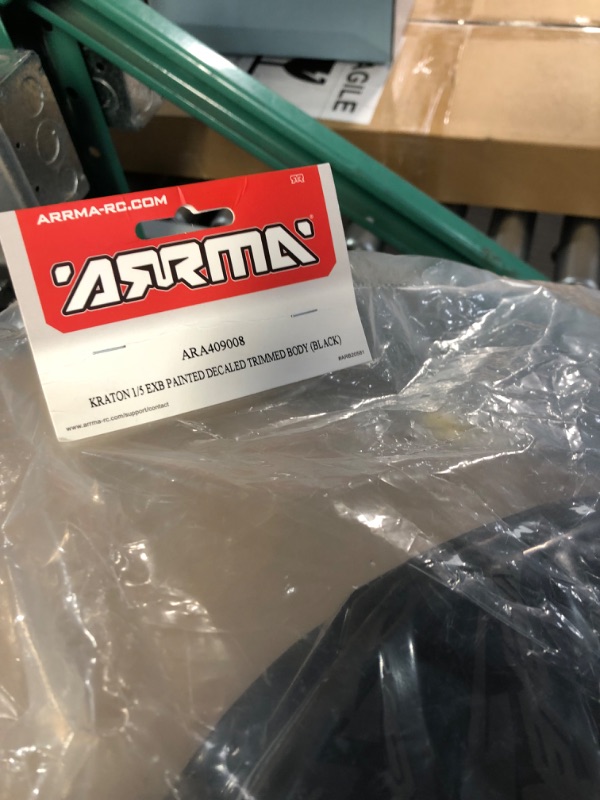 AGILE
ARRMA-RC.COM
ARRMA
ARA409008
KRATON 1/5 EXB PAINTED DECALED TRIMMED BODY (BLACK)
www.arrma-rc.com/support/contact